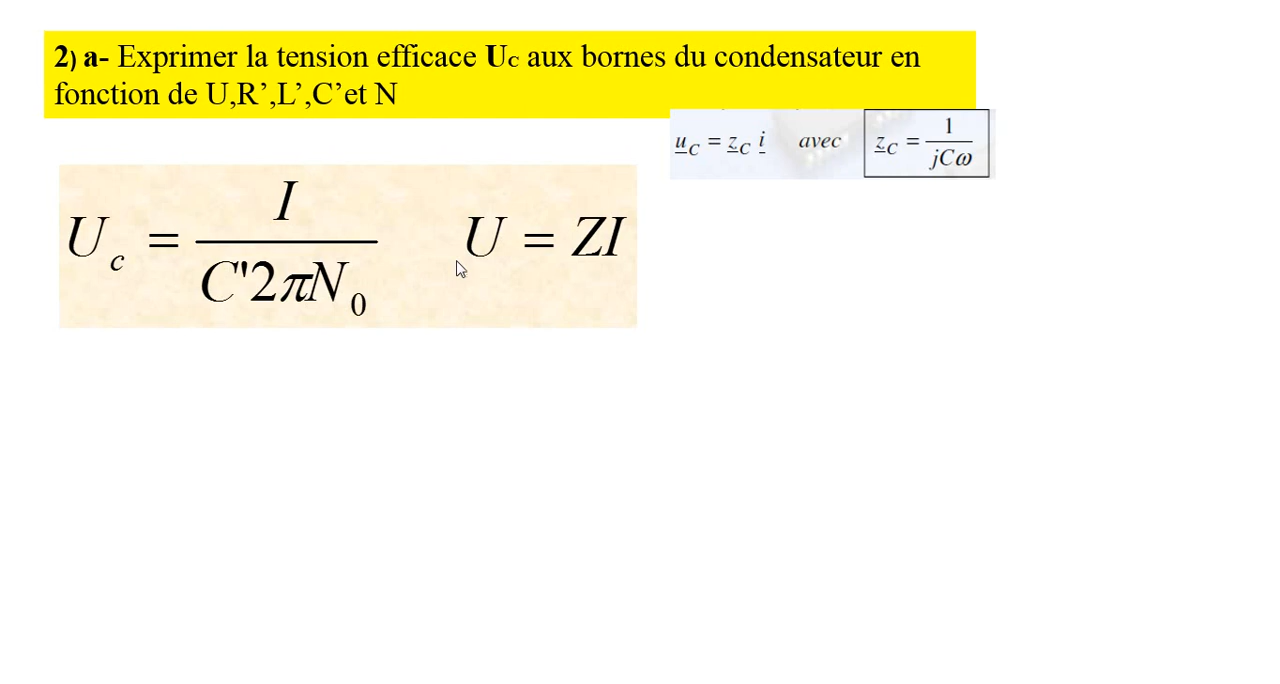 2) a- Exprimer la tension efficace Uc aux bornes du condensateur en
fonction de U,R’,L’,C’et N
u_C = z_C i avec z_C = 1/(jCω)
U_c = I/(C'2πN_0) U = ZI